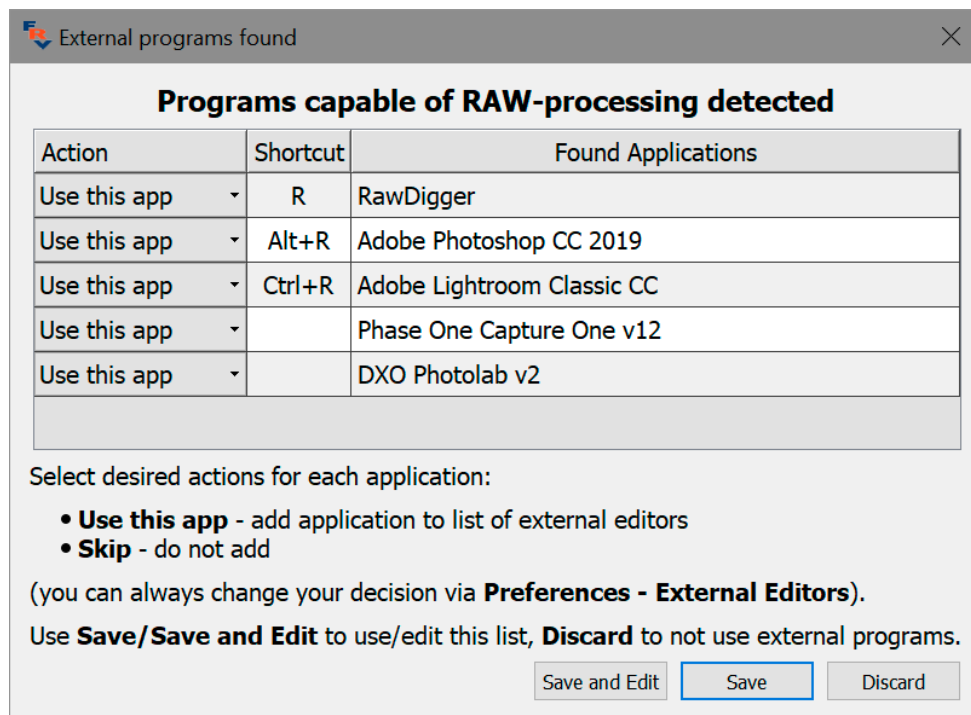 FRV External programs found
Programs capable of RAW-processing detected
Action Shortcut Found Applications
Use this app R RawDigger
Use this app Alt+R Adobe Photoshop CC 2019
Use this app Ctrl+R Adobe Lightroom Classic CC
Use this app Phase One Capture One v12
Use this app DXO Photolab v2
Select desired actions for each application:
• Use this app - add application to list of external editors
• Skip - do not add
(you can always change your decision via Preferences - External Editors).
Use Save/Save and Edit to use/edit this list, Discard to not use external programs.
Save and Edit Save Discard